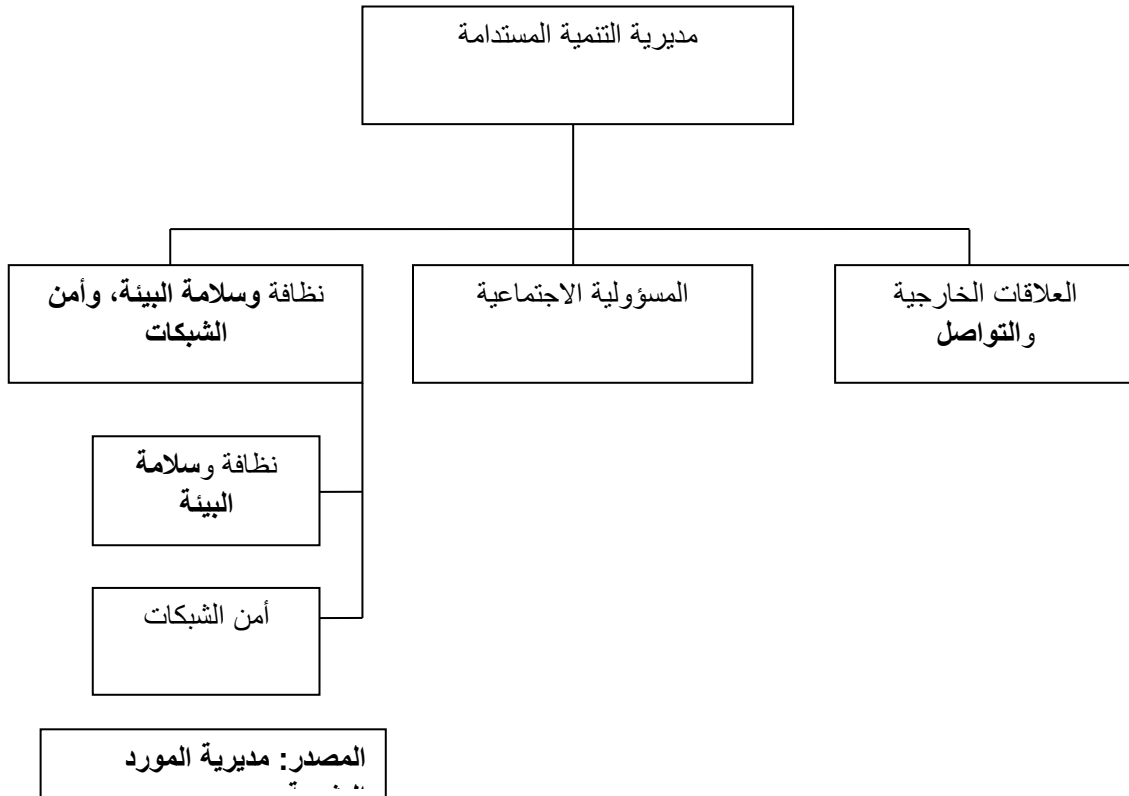 مديرية التنمية المستدامة
العلاقات الخارجية
والتواصل
المسؤولية الاجتماعية
نظافة وسلامة البيئة، وأمن
الشبكات
نظافة وسلامة
البيئة
أمن الشبكات
المصدر: مديرية المورد